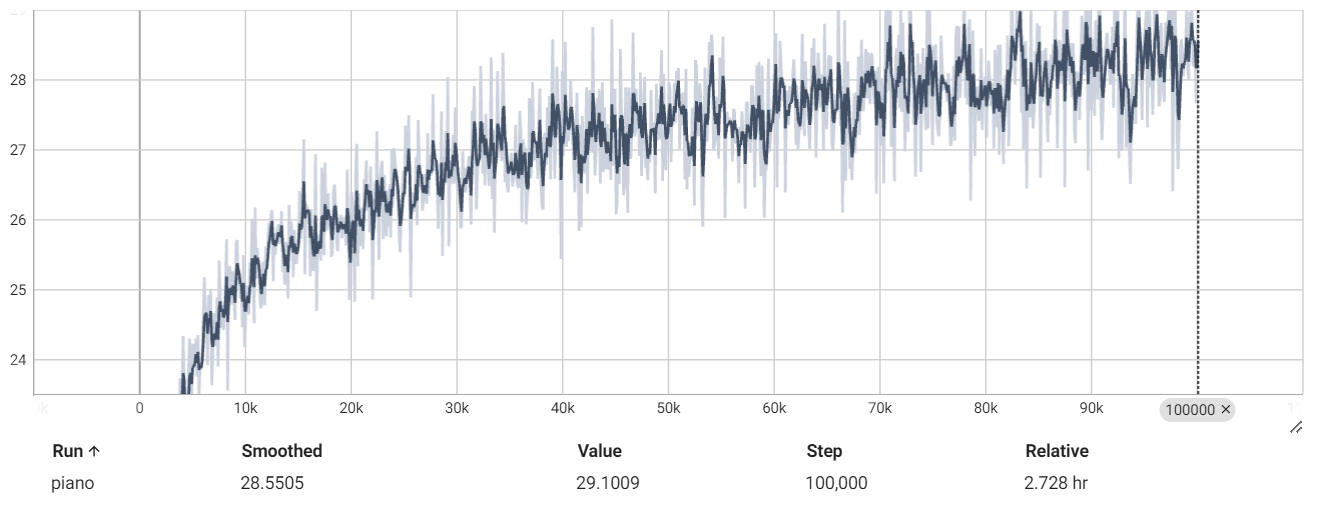 28
27
26
25
24
0 10k 20k 30k 40k 50k 60k 70k 80k 90k 100000 ×
Run ↑ Smoothed Value Step Relative
piano 28.5505 29.1009 100,000 2.728 hr